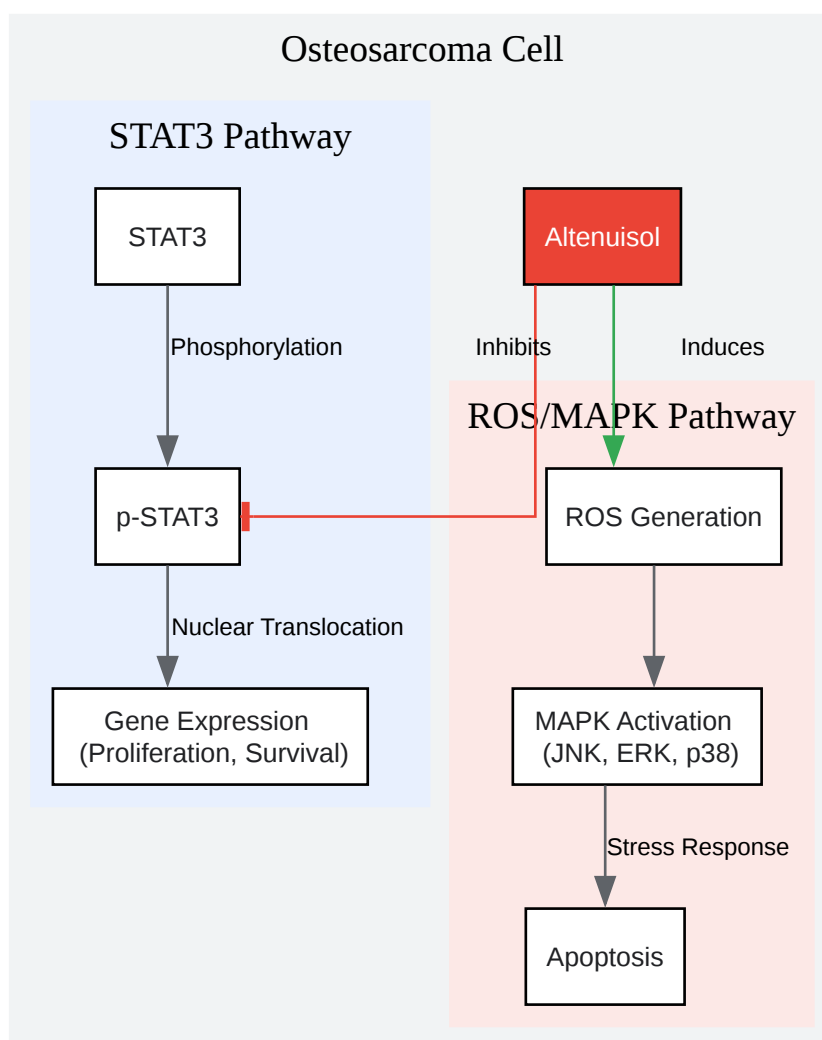 Osteosarcoma Cell
STAT3 Pathway
STAT3
Altenuisol
Phosphorylation
Inhibits
Induces
ROS/MAPK Pathway
p-STAT3
ROS Generation
Nuclear Translocation
Gene Expression
(Proliferation, Survival)
MAPK Activation
(JNK, ERK, p38)
Stress Response
Apoptosis